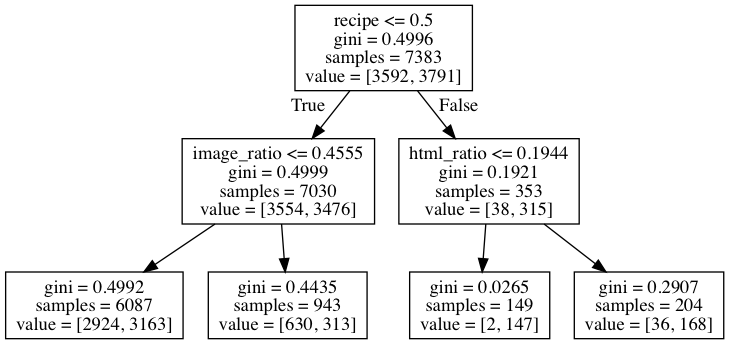 recipe <= 0.5
gini = 0.4996
samples = 7383
value = [3592, 3791]
True
False
image_ratio <= 0.4555
gini = 0.4999
samples = 7030
value = [3554, 3476]
html_ratio <= 0.1944
gini = 0.1921
samples = 353
value = [38, 315]
gini = 0.4992
samples = 6087
value = [2924, 3163]
gini = 0.4435
samples = 943
value = [630, 313]
gini = 0.0265
samples = 149
value = [2, 147]
gini = 0.2907
samples = 204
value = [36, 168]